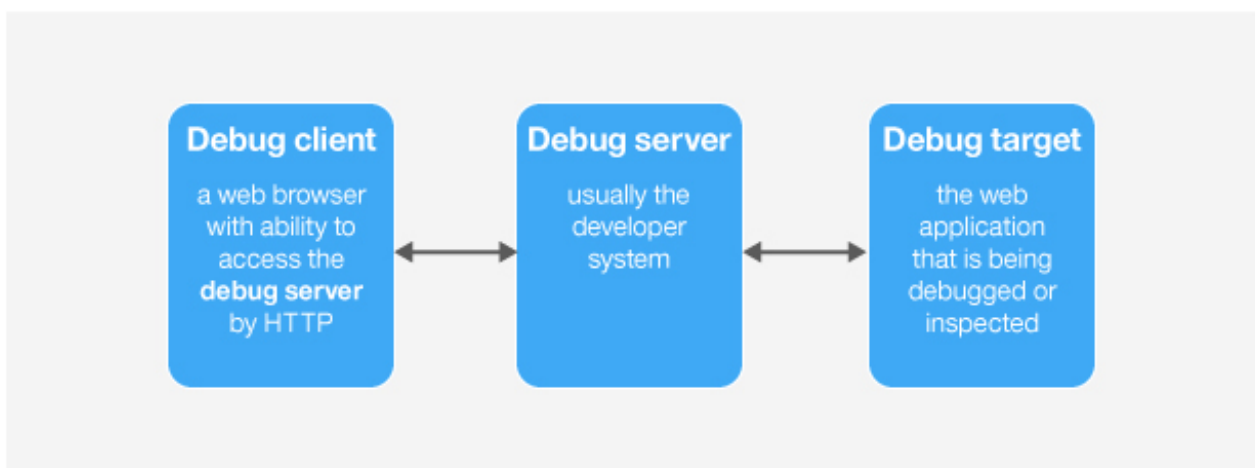 Debug client
a web browser
with ability to
access the
debug server
by HTTP
Debug server
usually the
developer
system
Debug target
the web
application
that is being
debugged or
inspected